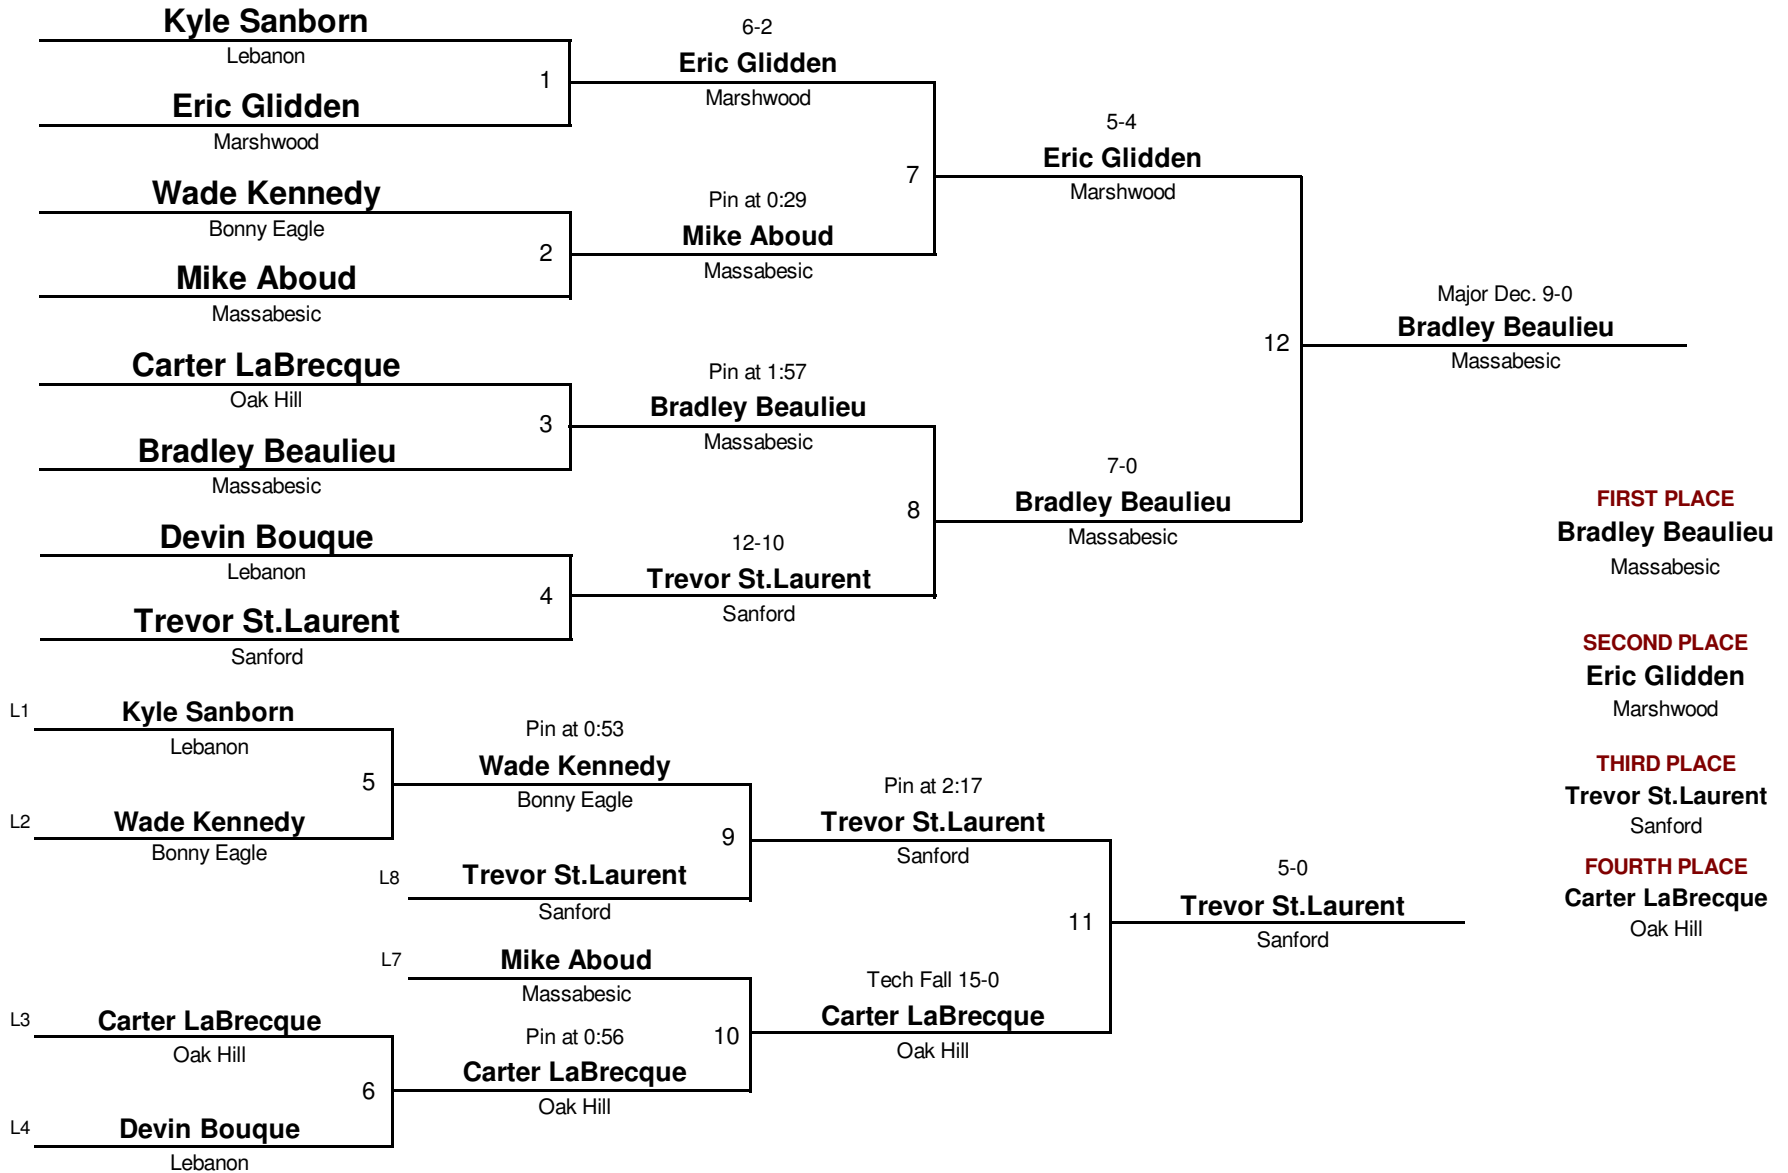 Kyle Sanborn
Lebanon
1
Eric Glidden
Marshwood
Wade Kennedy
Bonny Eagle
2
Mike Aboud
Massabesic
Carter LaBrecque
Oak Hill
3
Bradley Beaulieu
Massabesic
Devin Bouque
Lebanon
4
Trevor St.Laurent
Sanford
6-2
Eric Glidden
Marshwood
7
Pin at 0:29
Mike Aboud
Massabesic
Pin at 1:57
Bradley Beaulieu
Massabesic
8
12-10
Trevor St.Laurent
Sanford
5-4
Eric Glidden
Marshwood
12
7-0
Bradley Beaulieu
Massabesic
Major Dec. 9-0
Bradley Beaulieu
Massabesic
FIRST PLACE
Bradley Beaulieu
Massabesic
SECOND PLACE
Eric Glidden
Marshwood
THIRD PLACE
Trevor St.Laurent
Sanford
FOURTH PLACE
Carter LaBrecque
Oak Hill
L1
Kyle Sanborn
Lebanon
5
L2
Wade Kennedy
Bonny Eagle
Pin at 0:53
Wade Kennedy
Bonny Eagle
9
L8
Trevor St.Laurent
Sanford
L7
Mike Aboud
Massabesic
10
L3
Carter LaBrecque
Oak Hill
6
L4
Devin Bouque
Lebanon
Pin at 0:56
Carter LaBrecque
Oak Hill
Pin at 2:17
Trevor St.Laurent
Sanford
11
Tech Fall 15-0
Carter LaBrecque
Oak Hill
5-0
Trevor St.Laurent
Sanford